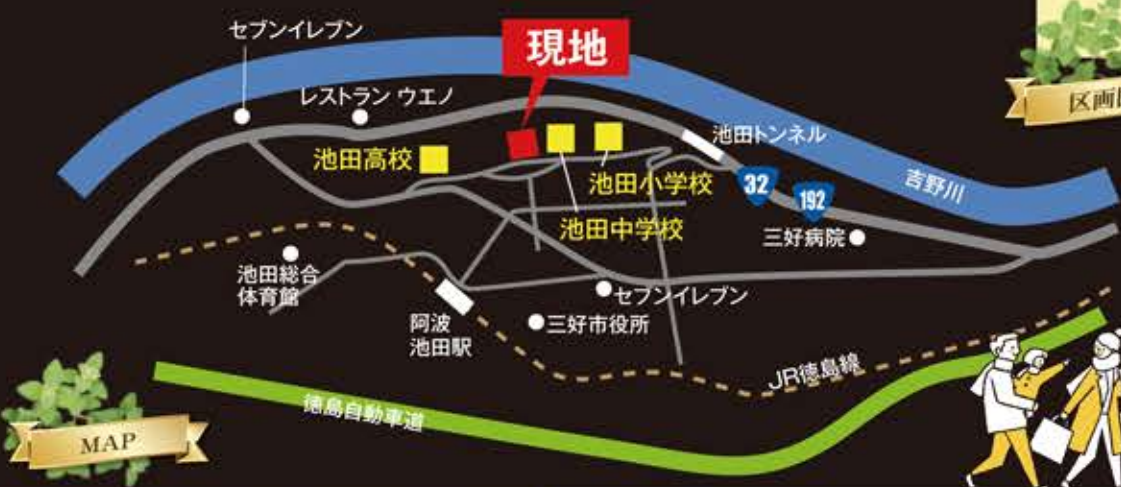 セブンイレブン
現地
レストラン ウエノ
区画
池田トンネル
池田高校
池田小学校
32
192
吉野川
池田中学校
三好病院
池田総合
体育館
セブンイレブン
阿波
池田駅
三好市役所
JR徳島線
徳島自動車道
MAP